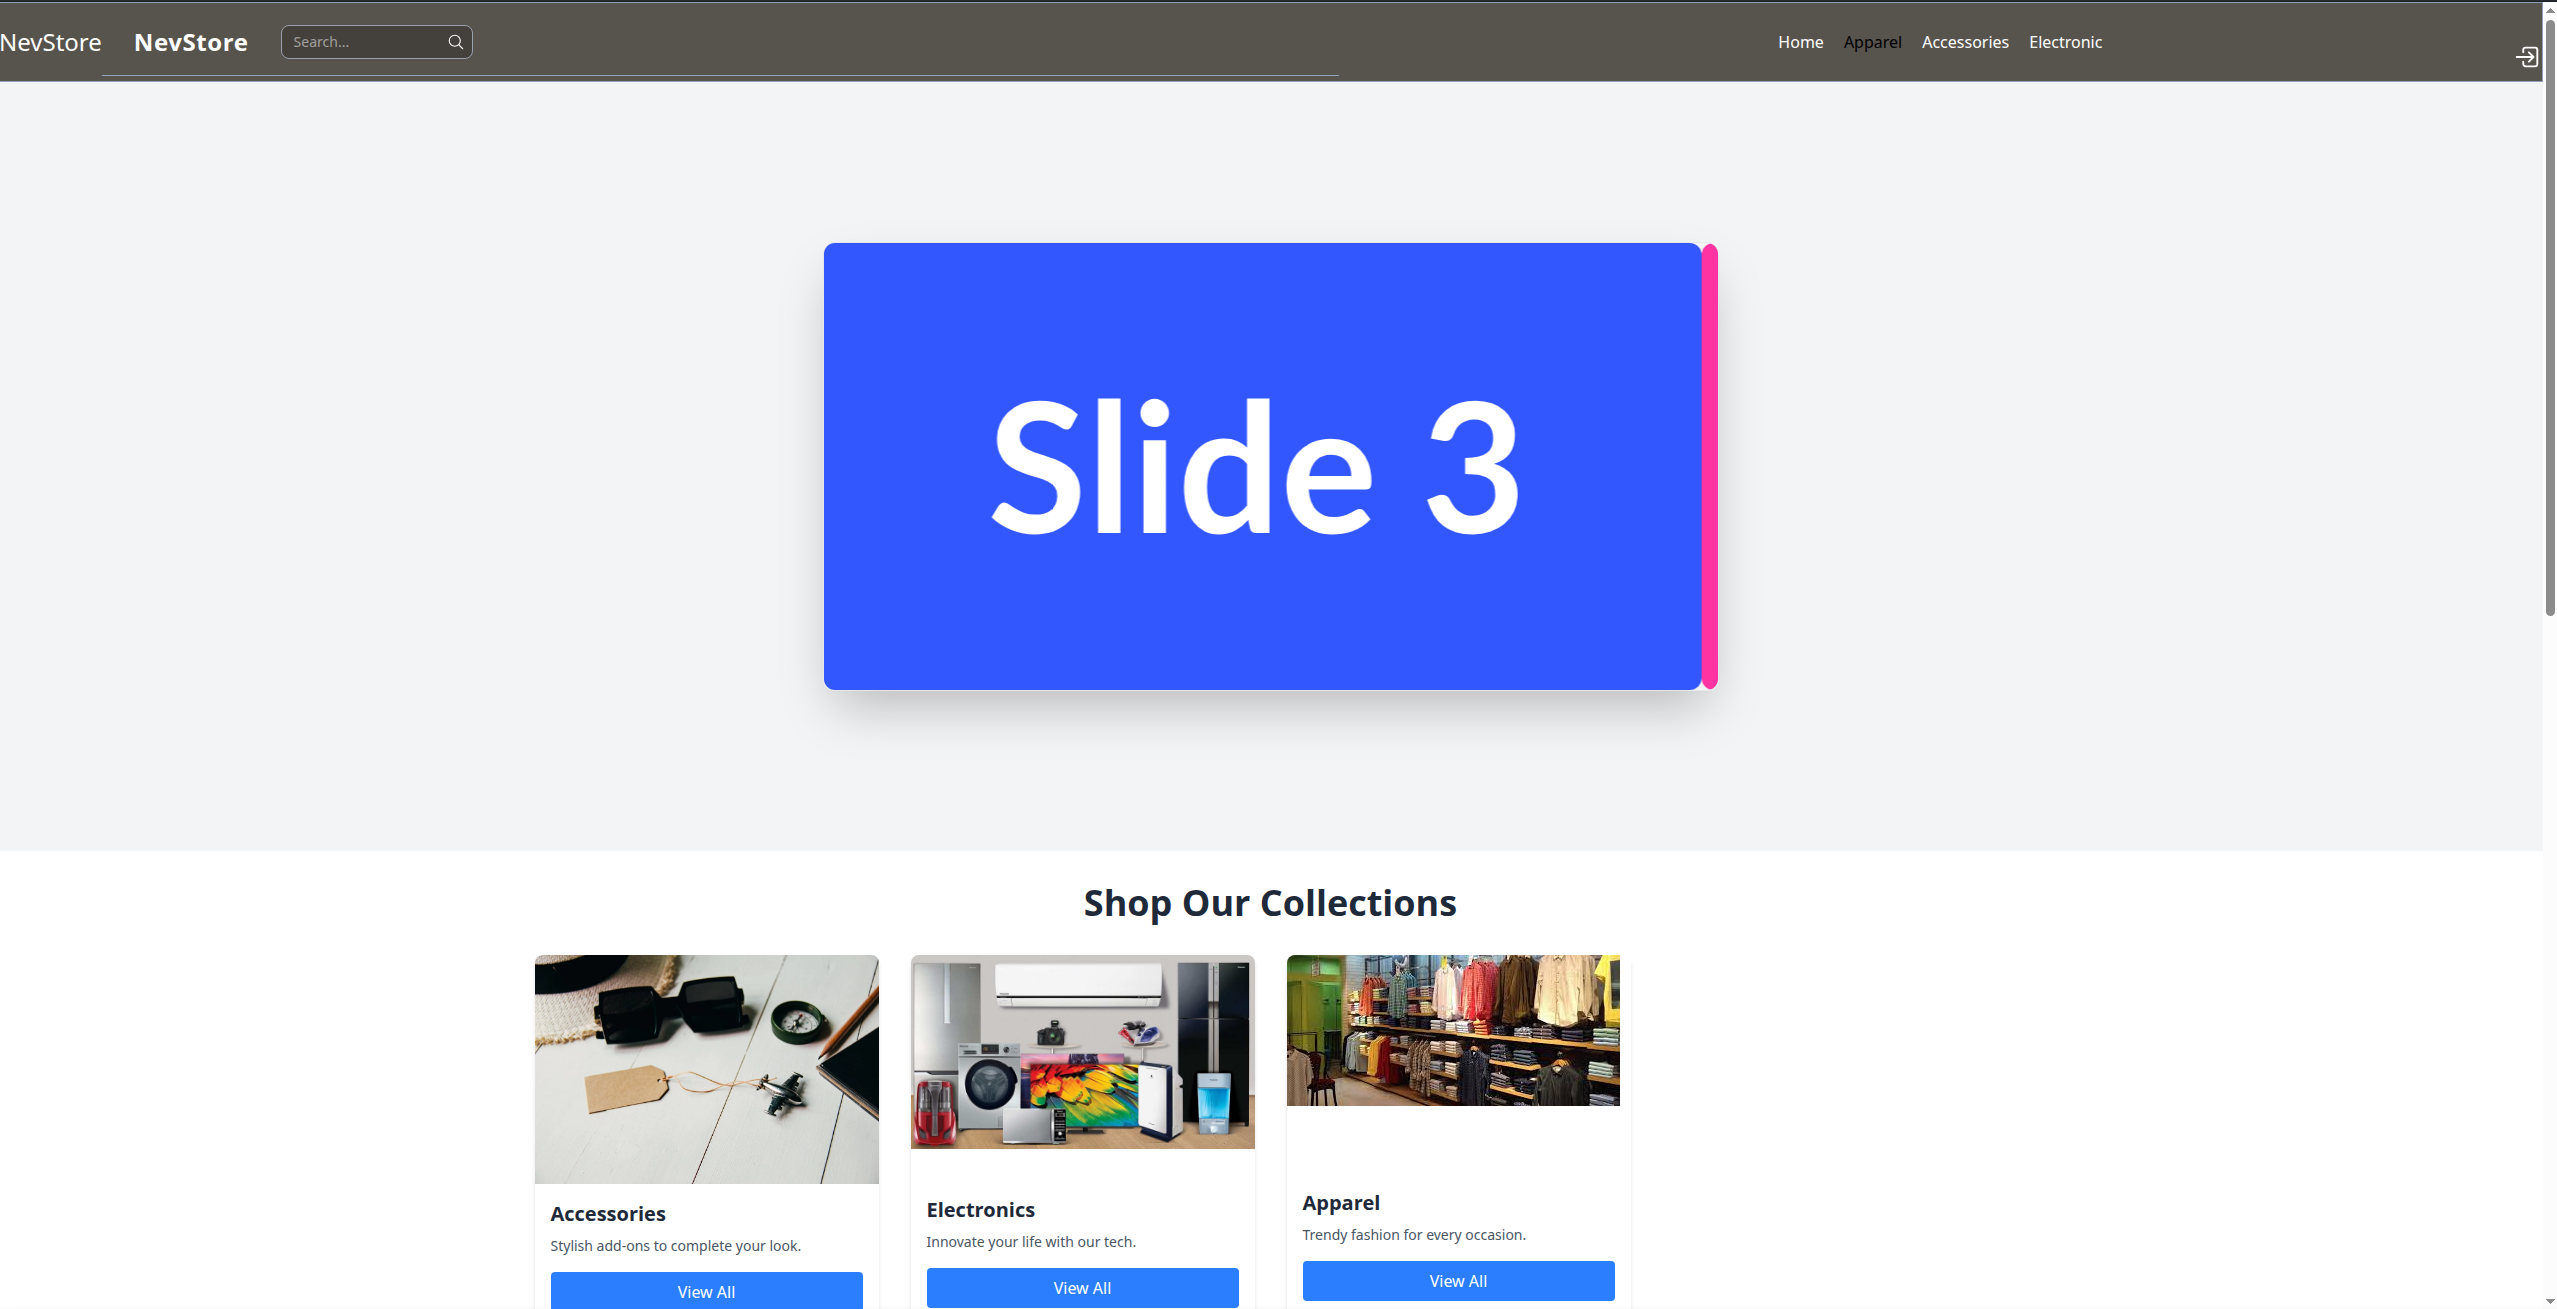 NevStore NevStore Search... Home Apparel Accessories Electronic
Slide 3
Shop Our Collections
Accessories
Stylish add-ons to complete your look.
View All
Electronics
Innovate your life with our tech.
View All
Apparel
Trendy fashion for every occasion.
View All